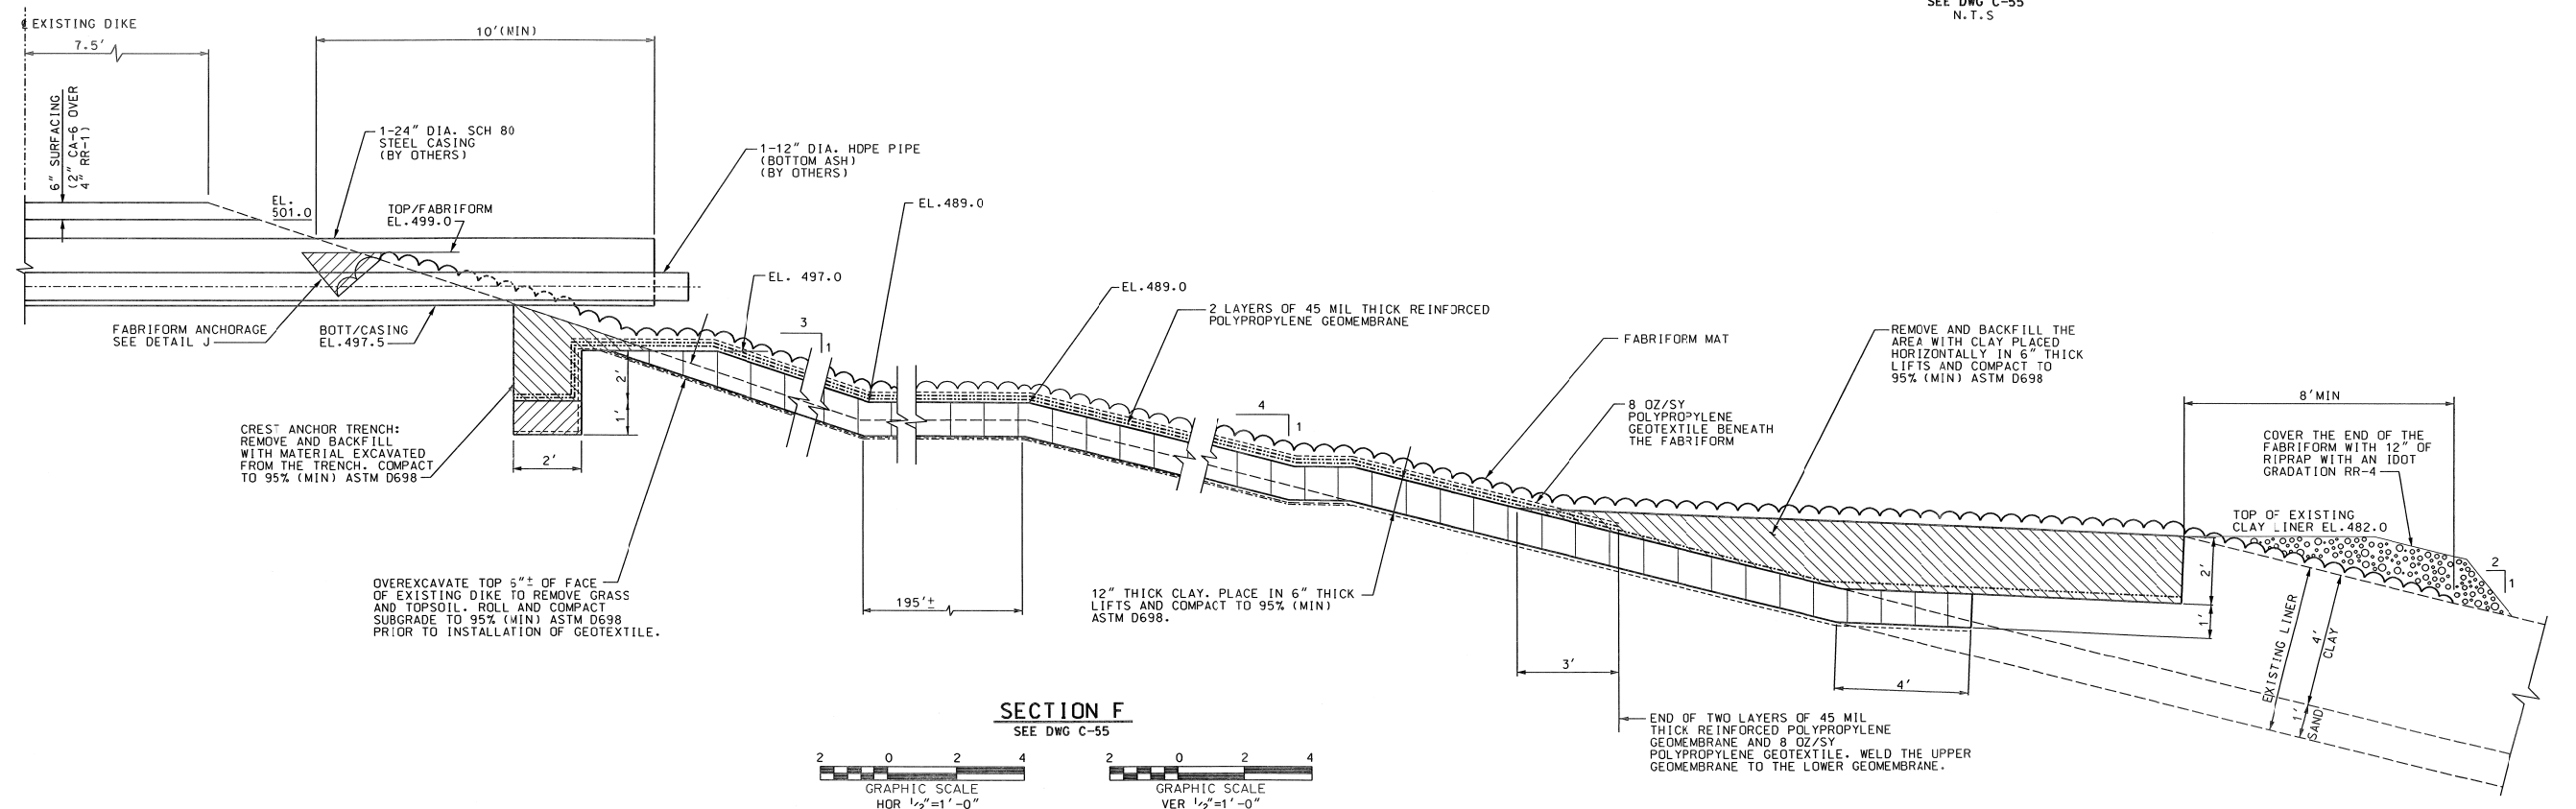 SEE DWG C-55
N.T.S
℄ EXISTING DIKE
7.5'
10'(MIN)
6" SURFACING
(2" CA-6 OVER
4" RR-1)
1-24" DIA. SCH 80
STEEL CASING
(BY OTHERS)
1-12" DIA. HDPE PIPE
(BOTTOM ASH)
(BY OTHERS)
EL.
501.0
TOP/FABRIFORM
EL.499.0
EL.489.0
EL. 497.0
EL.489.0
2 LAYERS OF 45 MIL THICK REINFORCED
POLYPROPYLENE GEOMEMBRANE
FABRIFORM ANCHORAGE
SEE DETAIL J
BOTT/CASING
EL.497.5
3
1
FABRIFORM MAT
REMOVE AND BACKFILL THE
AREA WITH CLAY PLACED
HORIZONTALLY IN 6" THICK
LIFTS AND COMPACT TO
95% (MIN) ASTM D698
2'
1'
4
1
8 OZ/SY
POLYPROPYLENE
GEOTEXTILE BENEATH
THE FABRIFORM
8'MIN
CREST ANCHOR TRENCH:
REMOVE AND BACKFILL
WITH MATERIAL EXCAVATED
FROM THE TRENCH. COMPACT
TO 95% (MIN) ASTM D698
2'
COVER THE END OF THE
FABRIFORM WITH 12" OF
RIPRAP WITH AN IDOT
GRADATION RR-4
TOP OF EXISTING
CLAY LINER EL.482.0
2
1
OVEREXCAVATE TOP 6"± OF FACE
OF EXISTING DIKE TO REMOVE GRASS
AND TOPSOIL. ROLL AND COMPACT
SUBGRADE TO 95% (MIN) ASTM D698
PRIOR TO INSTALLATION OF GEOTEXTILE.
195'±
12" THICK CLAY. PLACE IN 6" THICK
LIFTS AND COMPACT TO 95% (MIN)
ASTM D698.
2'
1'
3'
4'
EXISTING LINER
4'
CLAY
1'
SAND
END OF TWO LAYERS OF 45 MIL
THICK REINFORCED POLYPROPYLENE
GEOMEMBRANE AND 8 OZ/SY
POLYPROPYLENE GEOTEXTILE. WELD THE UPPER
GEOMEMBRANE TO THE LOWER GEOMEMBRANE.
SECTION F
SEE DWG C-55
2 0 2 4
GRAPHIC SCALE
HOR 1/2"=1'-0"
2 0 2 4
GRAPHIC SCALE
VER 1/2"=1'-0"